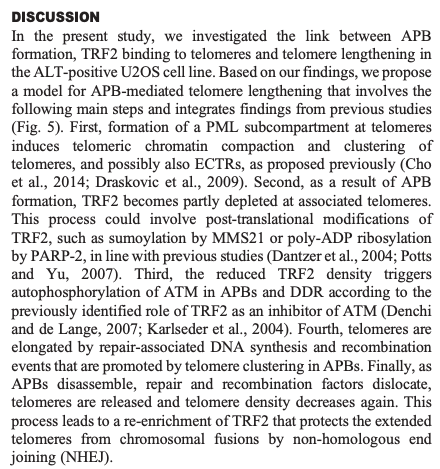 DISCUSSION
In the present study, we investigated the link between APB
formation, TRF2 binding to telomeres and telomere lengthening in
the ALT-positive U2OS cell line. Based on our findings, we propose
a model for APB-mediated telomere lengthening that involves the
following main steps and integrates findings from previous studies
(Fig. 5). First, formation of a PML subcompartment at telomeres
induces telomeric chromatin compaction and clustering of
telomeres, and possibly also ECTRs, as proposed previously (Cho
et al., 2014; Draskovic et al., 2009). Second, as a result of APB
formation, TRF2 becomes partly depleted at associated telomeres.
This process could involve post-translational modifications of
TRF2, such as sumoylation by MMS21 or poly-ADP ribosylation
by PARP-2, in line with previous studies (Dantzer et al., 2004; Potts
and Yu, 2007). Third, the reduced TRF2 density triggers
autophosphorylation of ATM in APBs and DDR according to the
previously identified role of TRF2 as an inhibitor of ATM (Denchi
and de Lange, 2007; Karlseder et al., 2004). Fourth, telomeres are
elongated by repair-associated DNA synthesis and recombination
events that are promoted by telomere clustering in APBs. Finally, as
APBs disassemble, repair and recombination factors dislocate,
telomeres are released and telomere density decreases again. This
process leads to a re-enrichment of TRF2 that protects the extended
telomeres from chromosomal fusions by non-homologous end
joining (NHEJ).